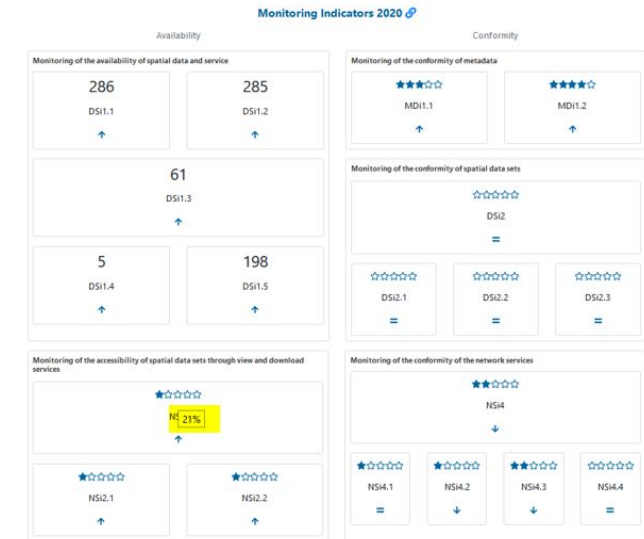 Monitoring Indicators 2020
Availability
Conformity
Monitoring of the availability of spatial data and service
286
285
DSi1.1
DSi1.2
61
DSi1.3
5
198
DSi1.4
DSi1.5
Monitoring of the accessibility of spatial data sets through view and download
services
21%
NSi2.1
NSi2.2
Monitoring of the conformity of metadata
MDi1.1
MDi1.2
Monitoring of the conformity of spatial data sets
DSi2
=
DSi2.1
DSi2.2
DSi2.3
=
=
=
Monitoring of the conformity of the network services
NSi4
NSi4.1
NSi4.2
NSi4.3
NSi4.4
=
=